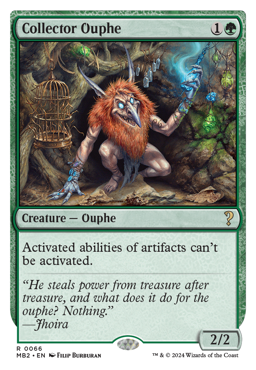 Collector Ouphe 1
Creature — Ouphe
Activated abilities of artifacts can't
be activated.
“He steals power from treasure after
treasure, and what does it do for the
ouphe? Nothing.”
—Jhoira
2/2
R 0066
MB2 • EN Filip Burburan
™ & © 2024 Wizards of the Coast